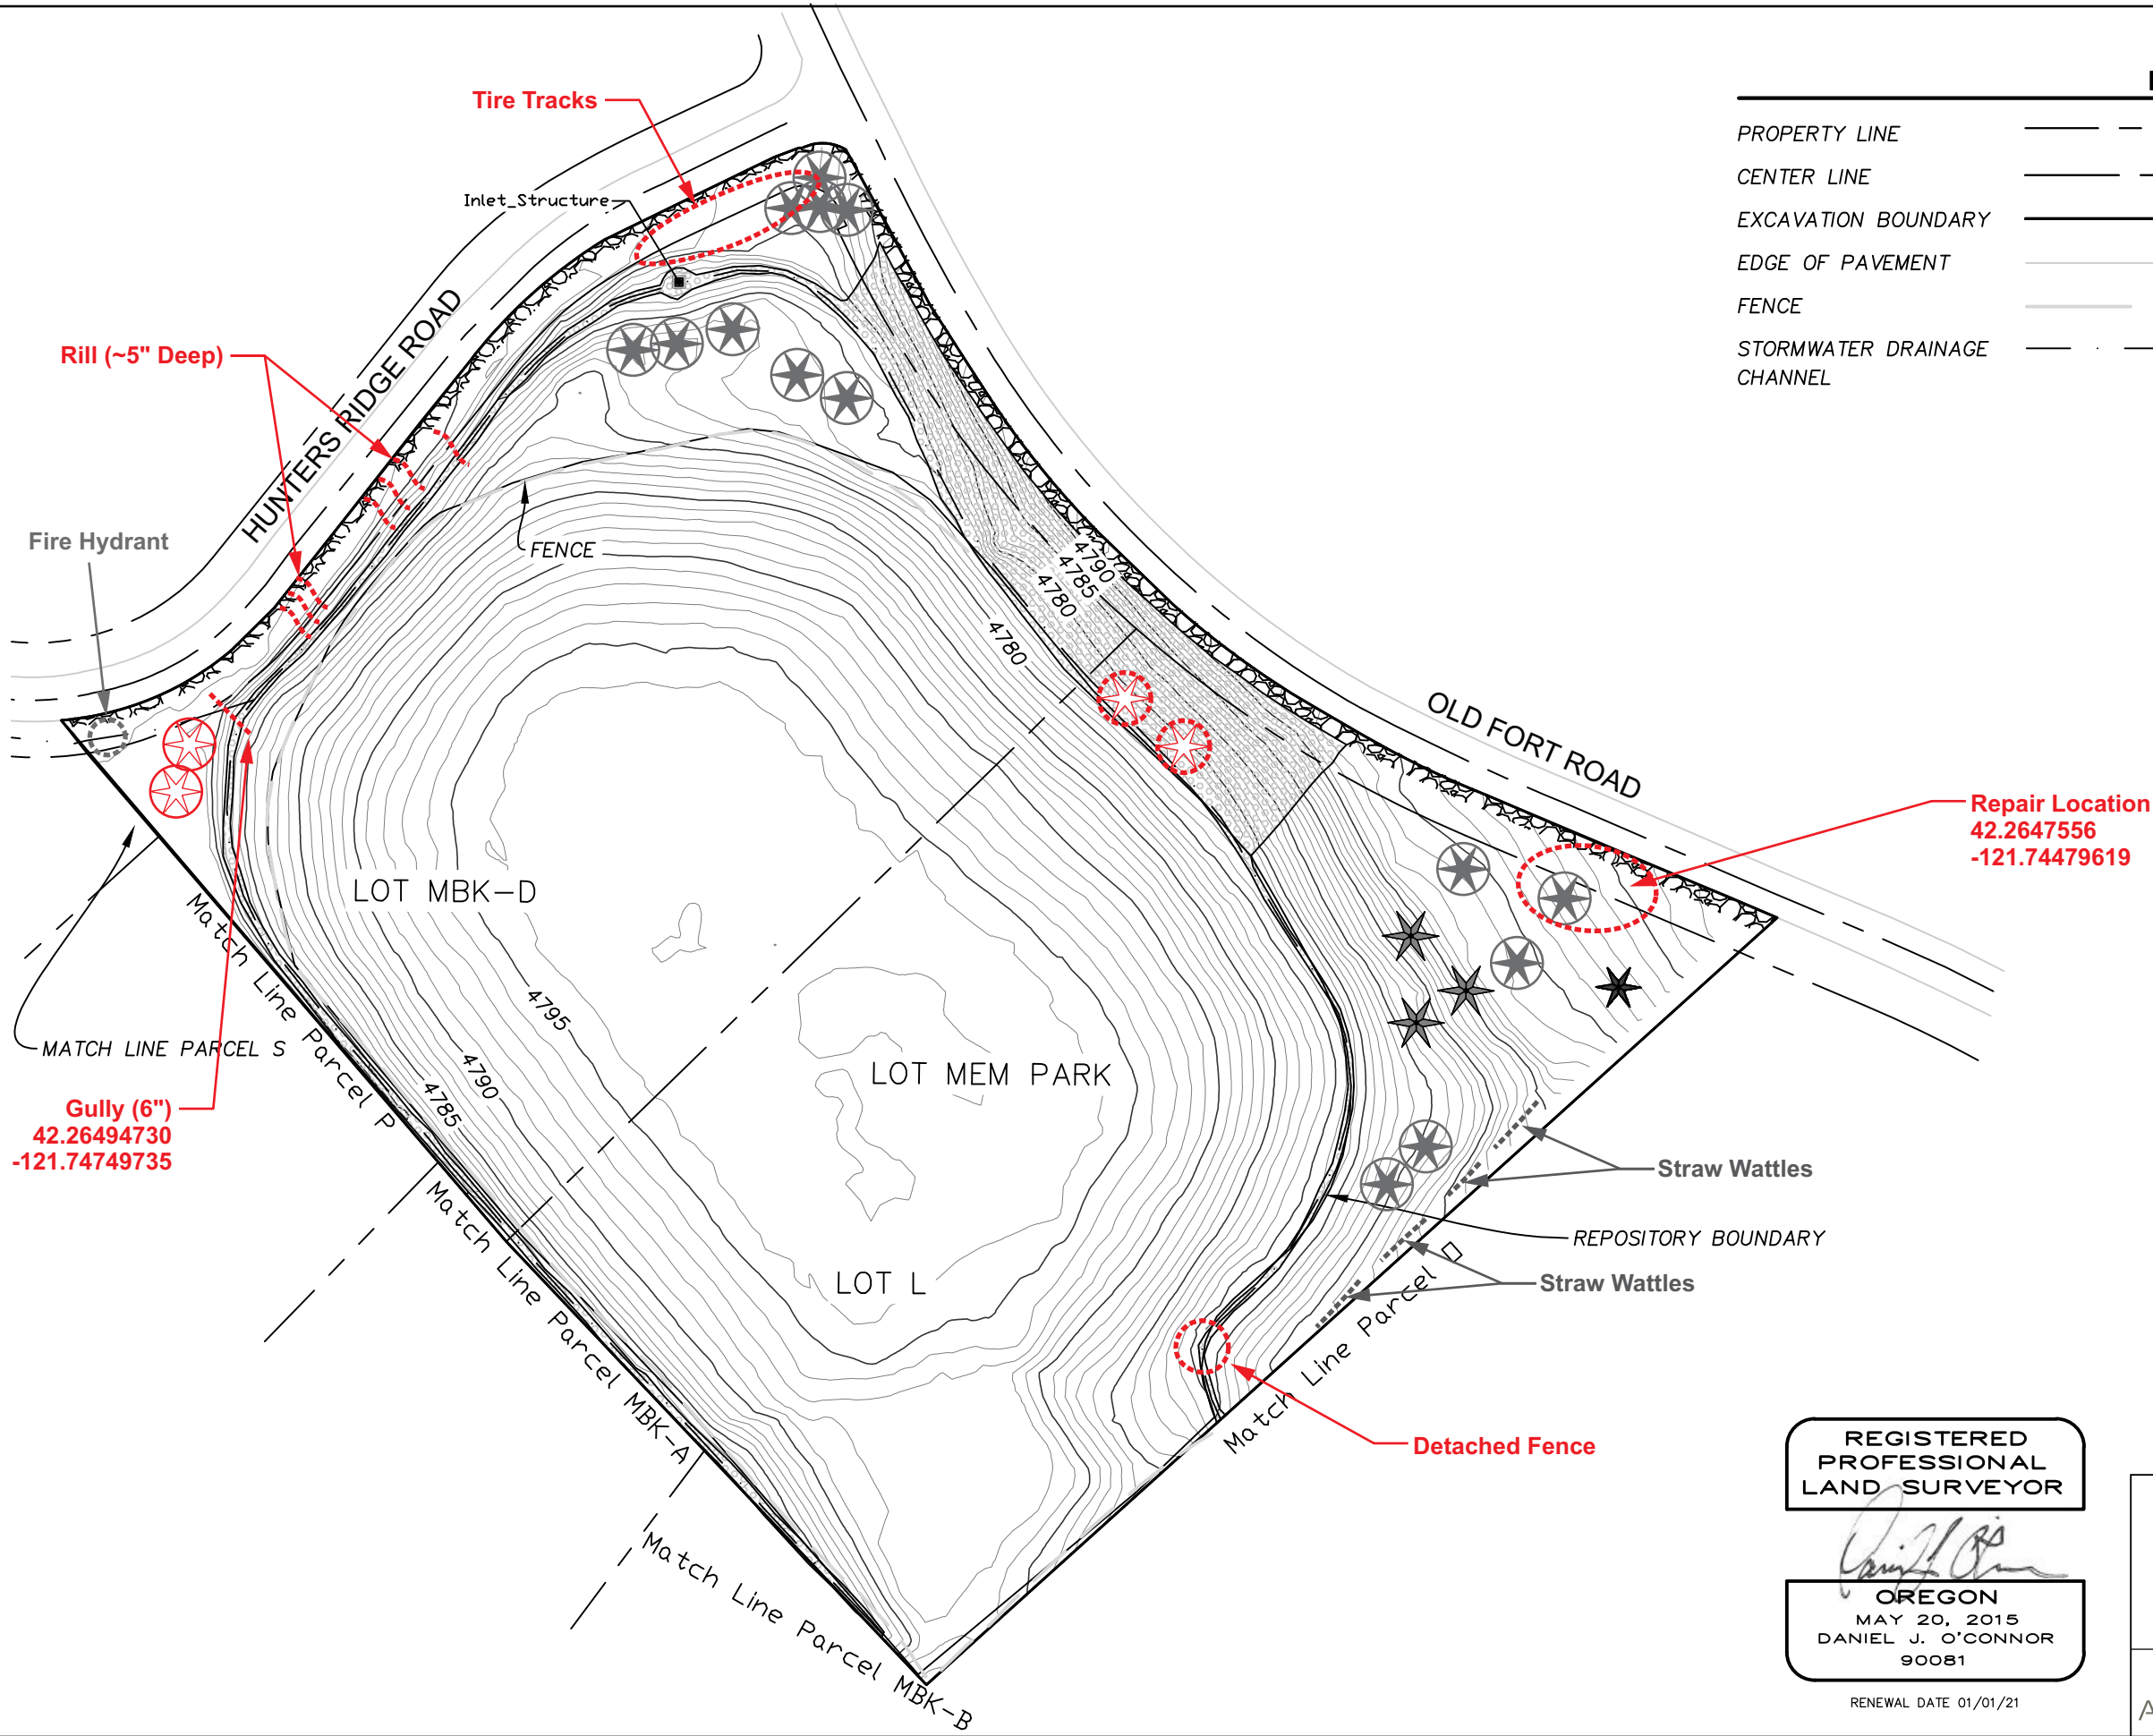 Tire Tracks
Inlet_Structure
PROPERTY LINE
CENTER LINE
EXCAVATION BOUNDARY
EDGE OF PAVEMENT
FENCE
STORMWATER DRAINAGE
CHANNEL
Rill (~5" Deep)
HUNTERS RIDGE ROAD
Fire Hydrant
FENCE
4790
4785
4780
4780
OLD FORT ROAD
Repair Location
42.2647556
-121.74479619
LOT MBK-D
Match Line Parcel P
4795
MATCH LINE PARCEL S
LOT MEM PARK
4790
4785
Gully (6")
42.26494730
-121.74749735
Straw Wattles
REPOSITORY BOUNDARY
Straw Wattles
LOT L
Match Line Parcel MBK-A
Match Line Parcel D
Detached Fence
Match Line Parcel MBK-B
REGISTERED
PROFESSIONAL
LAND SURVEYOR
OREGON
MAY 20, 2015
DANIEL J. O'CONNOR
90081
RENEWAL DATE 01/01/21